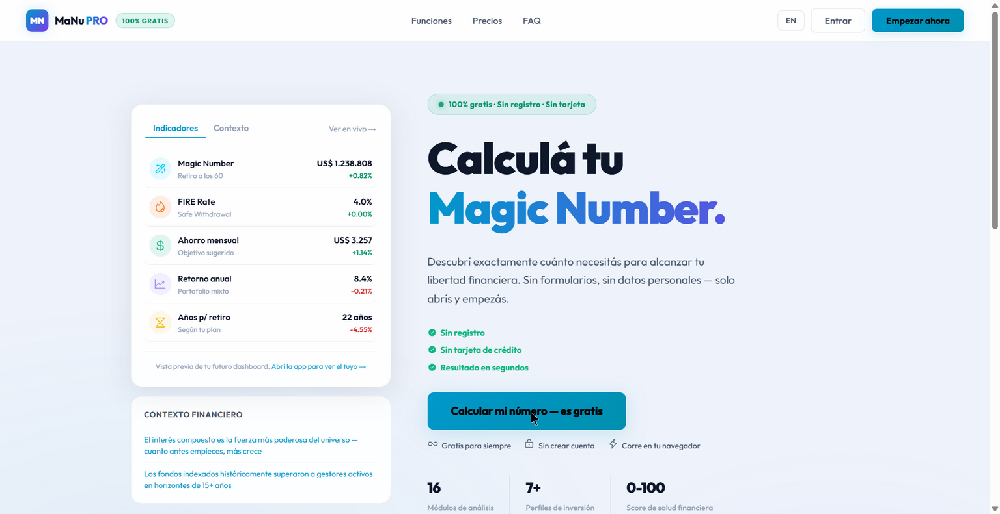 MN MaNu PRO 100% GRATIS Funciones Precios FAQ EN Entrar Empezar ahora
Indicadores Contexto Ver en vivo →
Magic Number US$ 1.238.808
Retiro a los 60 +0.82%
FIRE Rate 4.0%
Safe Withdrawal +0.00%
Ahorro mensual US$ 3.257
Objetivo sugerido +1.14%
Retorno anual 8.4%
Portafolio mixto -0.21%
Años p/ retiro 22 años
Según tu plan -4.55%
Vista previa de tu futuro dashboard. Abrí la app para ver el tuyo →
CONTEXTO FINANCIERO
El interés compuesto es la fuerza más poderosa del universo —
cuanto antes empieces, más crece
Los fondos indexados históricamente superaron a gestores activos
en horizontes de 15+ años
100% gratis · Sin registro · Sin tarjeta
Calculá tu
Magic Number.
Descubrí exactamente cuánto necesitás para alcanzar tu
libertad financiera. Sin formularios, sin datos personales — solo
abrís y empezás.
Sin registro
Sin tarjeta de crédito
Resultado en segundos
Calcular mi número — es gratis
Gratis para siempre Sin crear cuenta Corre en tu navegador
16 7+ 0-100
Módulos de análisis Perfiles de inversión Score de salud financiera